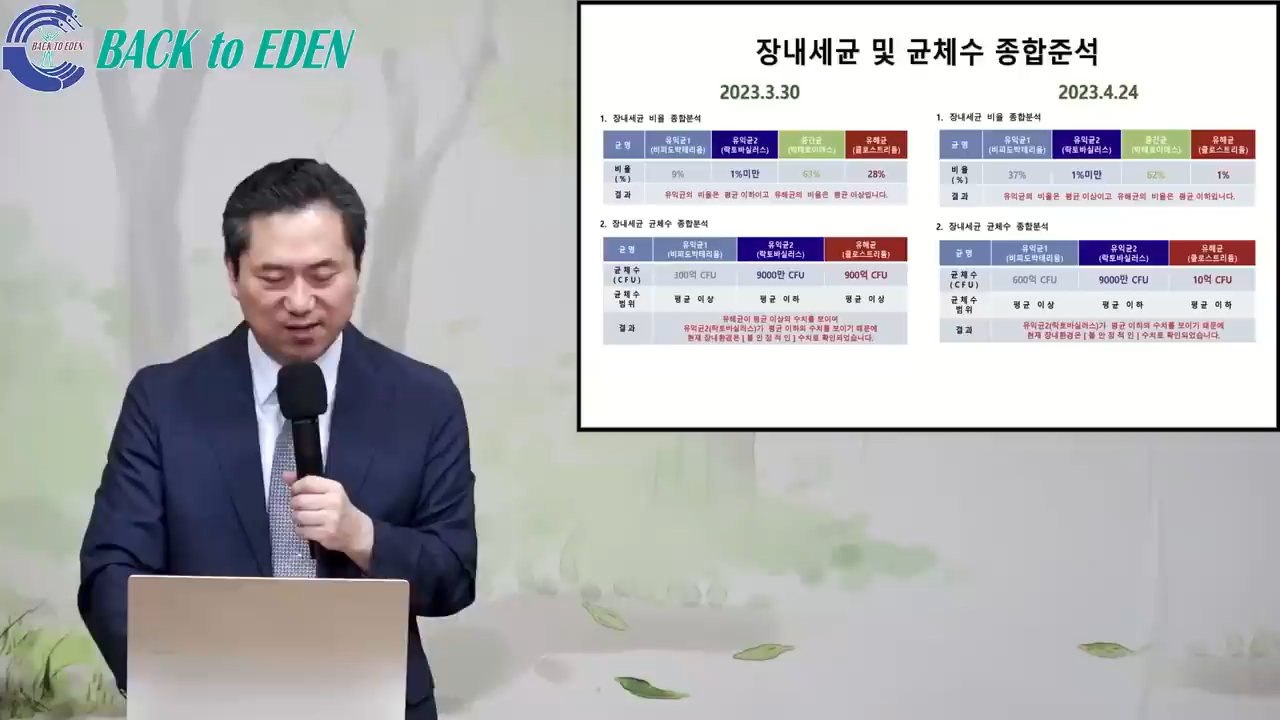 BACK TO EDEN
BACK to EDEN
장내세균 및 균체수 종합준석
2023.3.30
1. 장내세균 비율 종합분석
균 명 유익균1 (비피도박테리움) 유익균2 (락토바실러스) 중간균 (박테로이데스) 유해균 (클로스트리듐)
비 율 (%) 9% 1%미만 61% 28%
결 과 유익균의 비율은 평균 이하이고 유해균의 비율은 평균 이상입니다.
2. 장내세균 균체수 종합분석
균 명 유익균1 (비피도박테리움) 유익균2 (락토바실러스) 유해균 (클로스트리듐)
균 체 수 (CFU) 300억 CFU 9000만 CFU 900억 CFU
균체수 범위 평균 이상 평균 이하 평균 이상
결 과 유해균이 평균 이상의 수치를 보이며
유익균2(락토바실러스)가 평균 이하의 수치를 보이기 때문에
현재 장내환경은 [ 불 안 정 적 인 ] 수치로 확인되었습니다.
2023.4.24
1. 장내세균 비율 종합분석
균 명 유익균1 (비피도박테리움) 유익균2 (락토바실러스) 중간균 (박테로이데스) 유해균 (클로스트리듐)
비 율 (%) 37% 1%미만 62% 1%
결 과 유익균의 비율은 평균 이상이고 유해균의 비율은 평균 이하입니다.
2. 장내세균 균체수 종합분석
균 명 유익균1 (비피도박테리움) 유익균2 (락토바실러스) 유해균 (클로스트리듐)
균 체 수 (CFU) 600억 CFU 9000만 CFU 10억 CFU
균체수 범위 평균 이상 평균 이하 평균 이하
결 과 유익균2(락토바실러스)가 평균 이하의 수치를 보이기 때문에
현재 장내환경은 [ 불 안 정 적 인 ] 수치로 확인되었습니다.